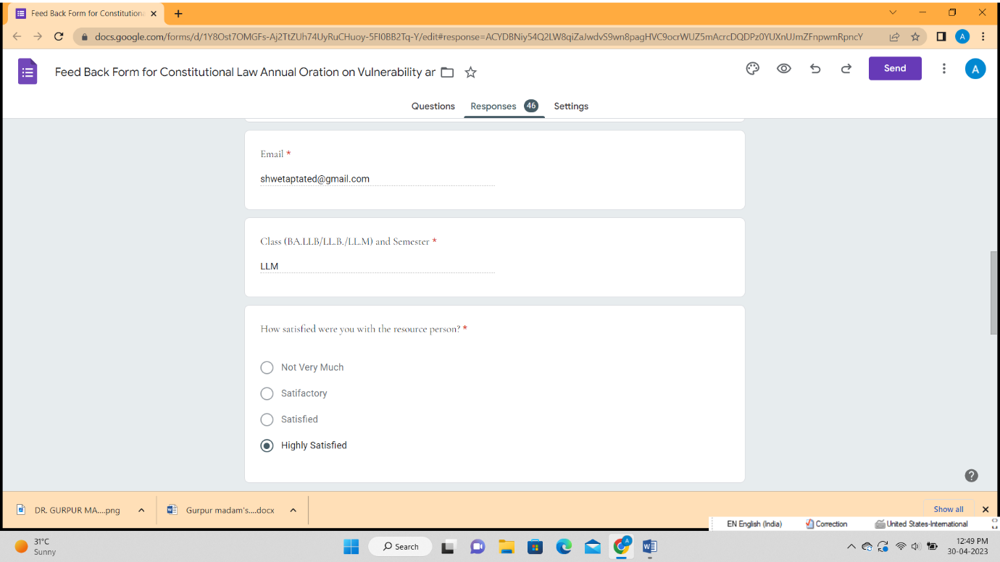 Feed Back Form for Constitutiona
docs.google.com/forms/d/1Y8Ost7OMGFs-Aj2TtZUh74UyRuCHuoy-5FI0BB2Tq-Y/edit#response=ACYDBNiy54Q2LW8qiZaJwdvS9wn8pagHVC9ocrWUZ5mAcrcDQDPz0YUXnUJmZFnpwmRpncY
A
Feed Back Form for Constitutional Law Annual Oration on Vulnerability ar
Send
A
Questions
Responses 46
Settings
Email *
shwetaptated@gmail.com
Class (BA.LLB/LL.B./LL.M) and Semester *
LLM
How satisfied were you with the resource person? *
Not Very Much
Satifactory
Satisfied
Highly Satisfied
DR. GURPUR MA....png
Gurpur madam's....docx
Show all
EN English (India)
Correction
United States-International
31°C
Sunny
Search
A
12:49 PM
30-04-2023